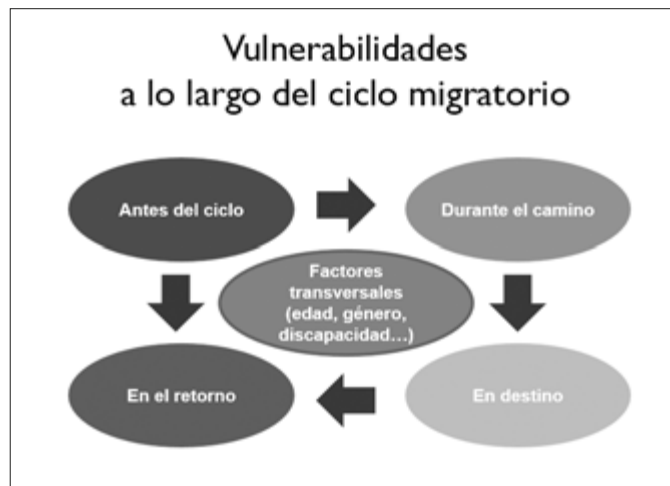 Vulnerabilidades
a lo largo del ciclo migratorio
Antes del ciclo
Durante el camino
Factores
transversales
(edad, género,
discapacidad...)
En el retorno
En destino